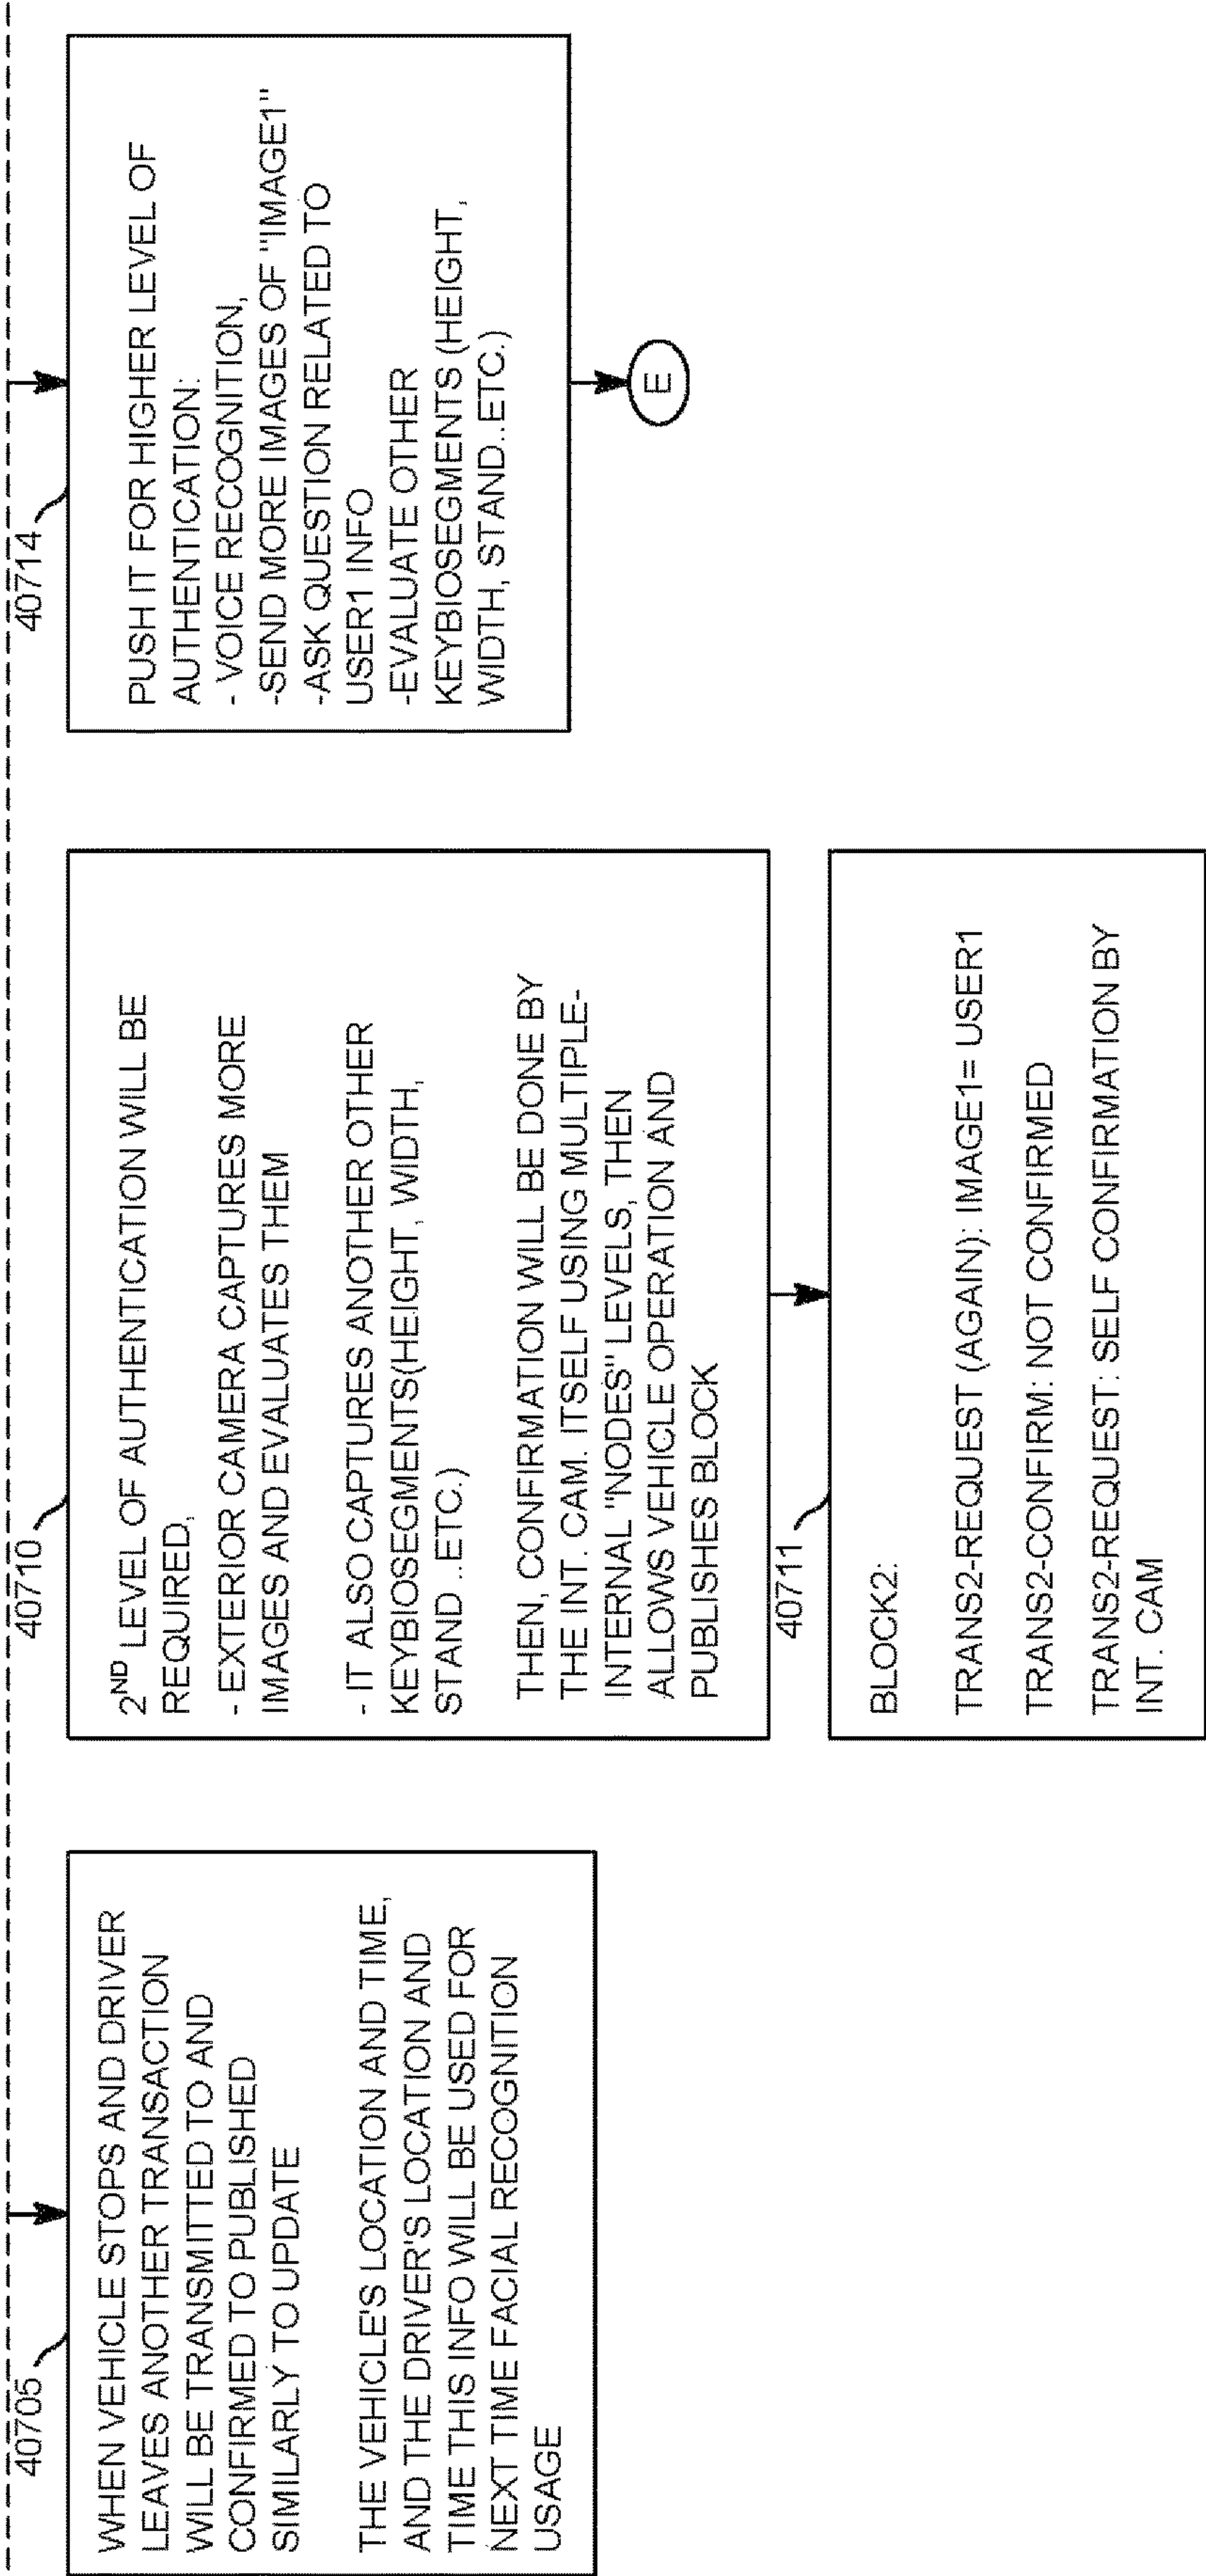 40705
WHEN VEHICLE STOPS AND DRIVER
LEAVES ANOTHER TRANSACTION
WILL BE TRANSMITTED TO AND
CONFIRMED TO PUBLISHED
SIMILARLY TO UPDATE
THE VEHICLE'S LOCATION AND TIME,
AND THE DRIVER'S LOCATION AND
TIME THIS INFO WILL BE USED FOR
NEXT TIME FACIAL RECOGNITION
USAGE
40710
2ND LEVEL OF AUTHENTICATION WILL BE
REQUIRED,
- EXTERIOR CAMERA CAPTURES MORE
IMAGES AND EVALUATES THEM
- IT ALSO CAPTURES ANOTHER OTHER
KEYBIOSEGMENTS(HEIGHT, WIDTH,
STAND ..ETC.)
THEN, CONFIRMATION WILL BE DONE BY
THE INT. CAM. ITSELF USING MULTIPLE-
INTERNAL "NODES" LEVELS, THEN
ALLOWS VEHICLE OPERATION AND
PUBLISHES BLOCK
40711
BLOCK2:
TRANS2-REQUEST (AGAIN): IMAGE1= USER1
TRANS2-CONFIRM: NOT CONFIRMED
TRANS2-REQUEST: SELF CONFIRMATION BY
INT. CAM
40714
PUSH IT FOR HIGHER LEVEL OF
AUTHENTICATION:
- VOICE RECOGNITION,
-SEND MORE IMAGES OF "IMAGE1"
-ASK QUESTION RELATED TO
USER1 INFO
-EVALUATE OTHER
KEYBIOSEGMENTS (HEIGHT,
WIDTH, STAND..ETC.)
E